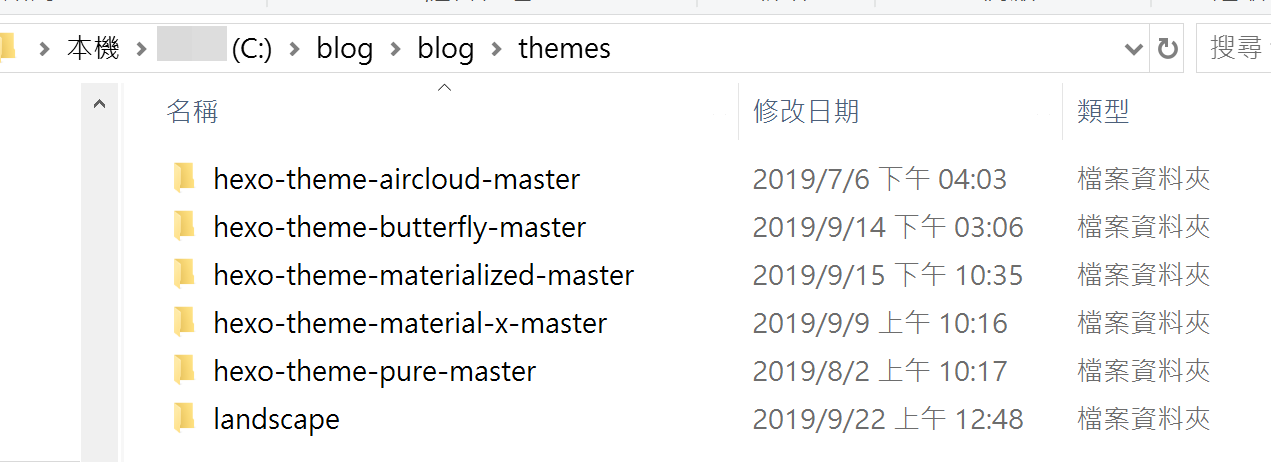 本機 (C:) blog blog themes 搜尋
名稱 修改日期 類型
hexo-theme-aircloud-master 2019/7/6 下午 04:03 檔案資料夾
hexo-theme-butterfly-master 2019/9/14 下午 03:06 檔案資料夾
hexo-theme-materialized-master 2019/9/15 下午 10:35 檔案資料夾
hexo-theme-material-x-master 2019/9/9 上午 10:16 檔案資料夾
hexo-theme-pure-master 2019/8/2 上午 10:17 檔案資料夾
landscape 2019/9/22 上午 12:48 檔案資料夾